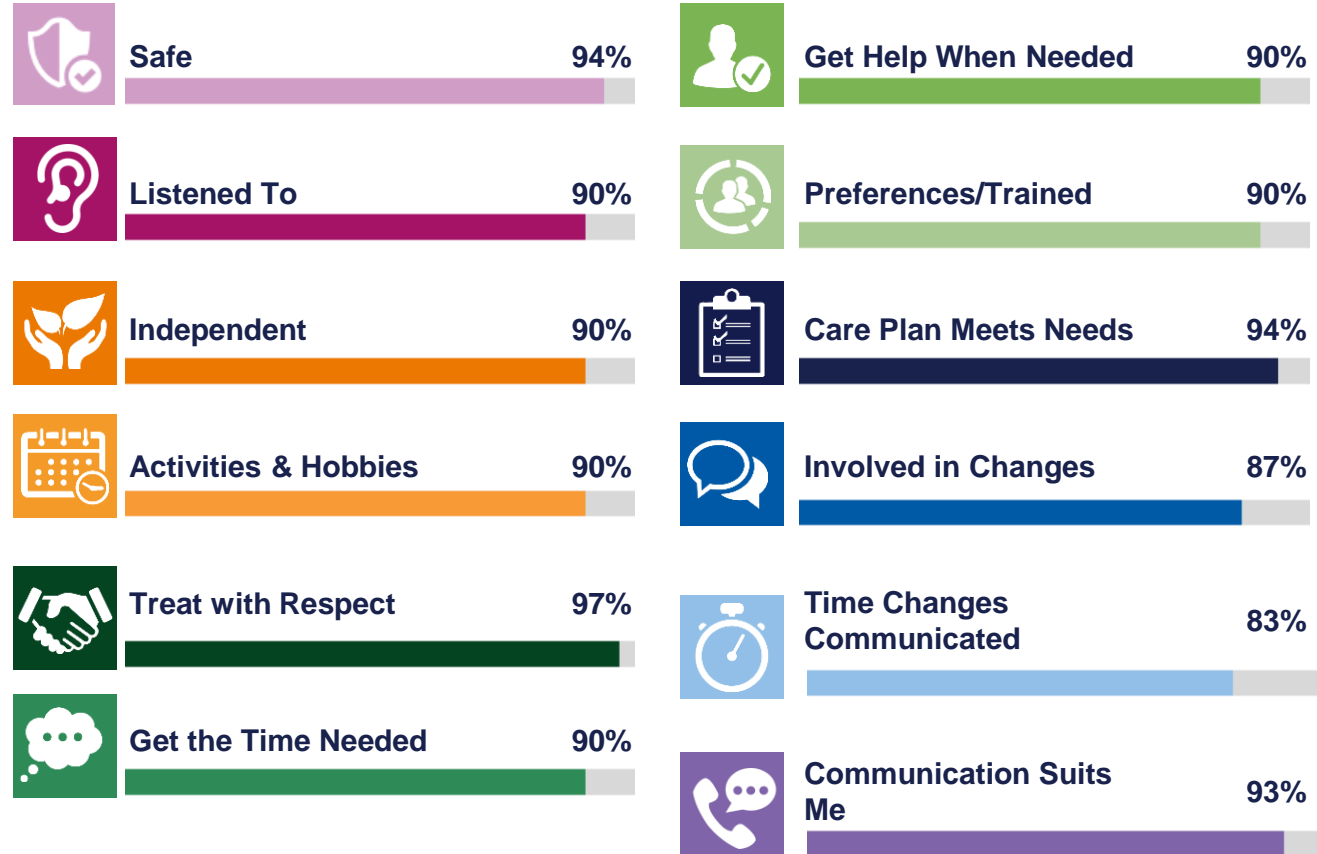 Safe 94%
Listened To 90%
Independent 90%
Activities & Hobbies 90%
Treat with Respect 97%
Get the Time Needed 90%
Get Help When Needed 90%
Preferences/Trained 90%
Care Plan Meets Needs 94%
Involved in Changes 87%
Time Changes
Communicated 83%
Communication Suits
Me 93%